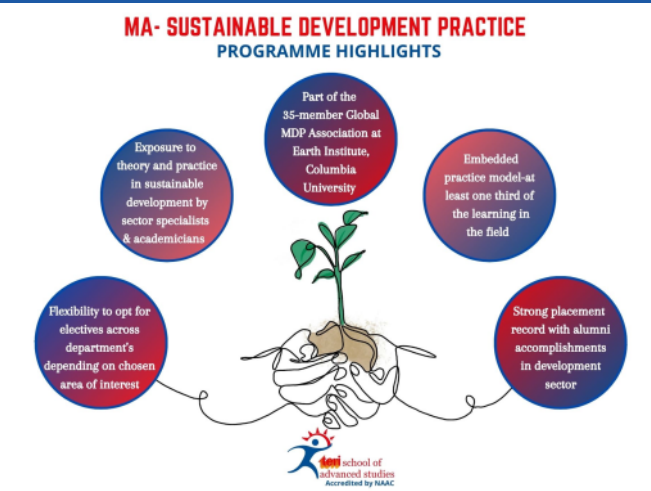 MA- SUSTAINABLE DEVELOPMENT PRACTICE
PROGRAMME HIGHLIGHTS
Flexibility to opt for
electives across
department's
depending on chosen
area of interest
Exposure to
theory and practice
in sustainable
development by
sector specialists
& academicians
Part of the
35-member Global
MDP Association at
Earth Institute,
Columbia
University
Embedded
practice model-at
least one third of
the learning in
the field
Strong placement
record with alumni
accomplishments
in development
sector
teri school of
advanced studies
Accredited by NAAC